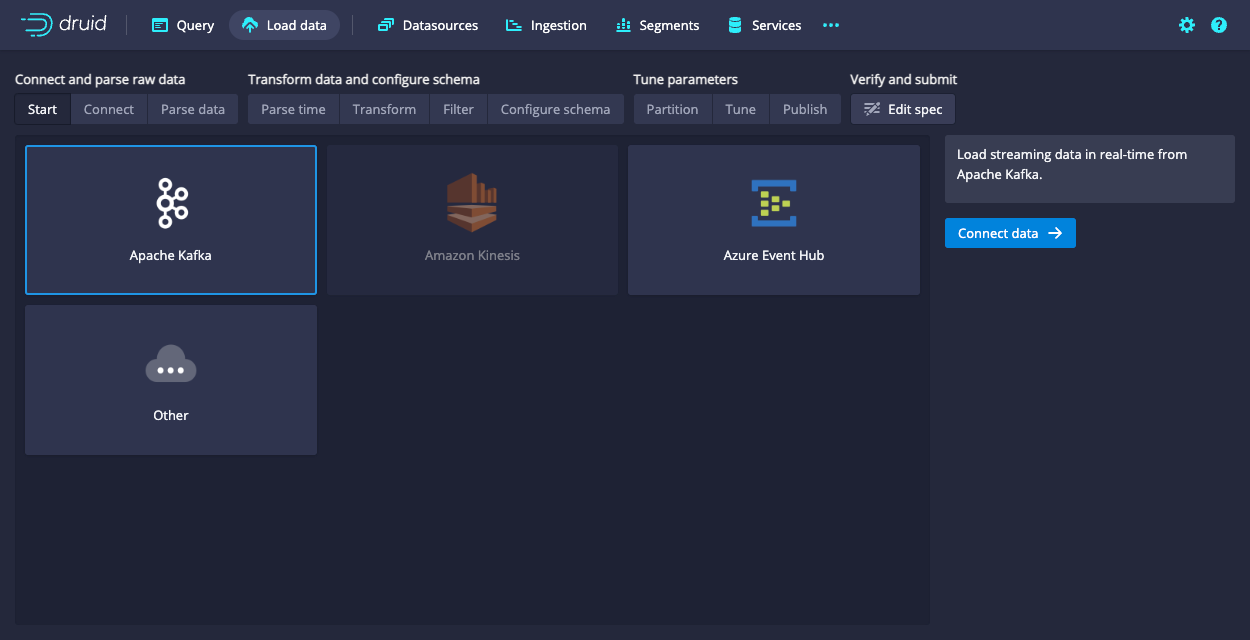 druid
Query
Load data
Datasources
Ingestion
Segments
Services
Connect and parse raw data
Transform data and configure schema
Tune parameters
Verify and submit
Start
Connect
Parse data
Parse time
Transform
Filter
Configure schema
Partition
Tune
Publish
Edit spec
Apache Kafka
Amazon Kinesis
Azure Event Hub
Other
Load streaming data in real-time from
Apache Kafka.
Connect data